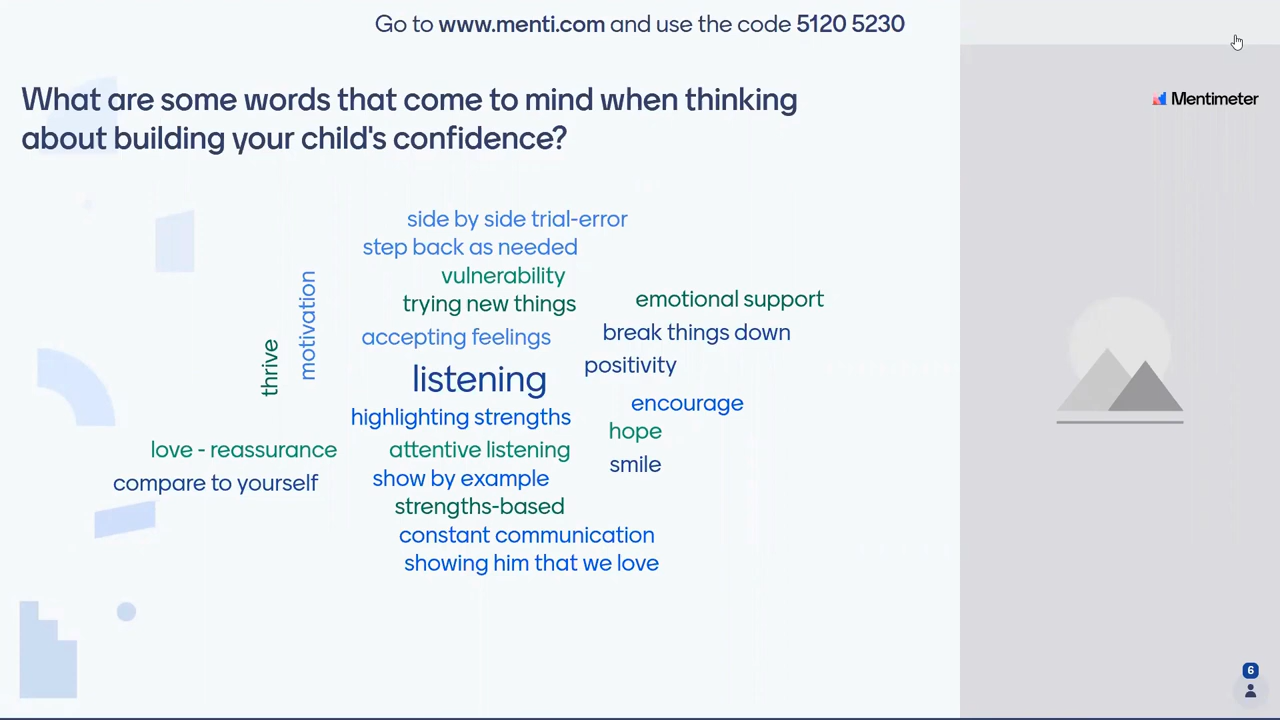 Go to www.menti.com and use the code 5120 5230
Mentimeter
What are some words that come to mind when thinking
about building your child's confidence?
side by side trial-error
step back as needed
vulnerability
trying new things
emotional support
motivation
accepting feelings
break things down
thrive
positivity
listening
highlighting strengths
encourage
hope
love - reassurance
attentive listening
smile
compare to yourself
show by example
strengths-based
constant communication
showing him that we love
6